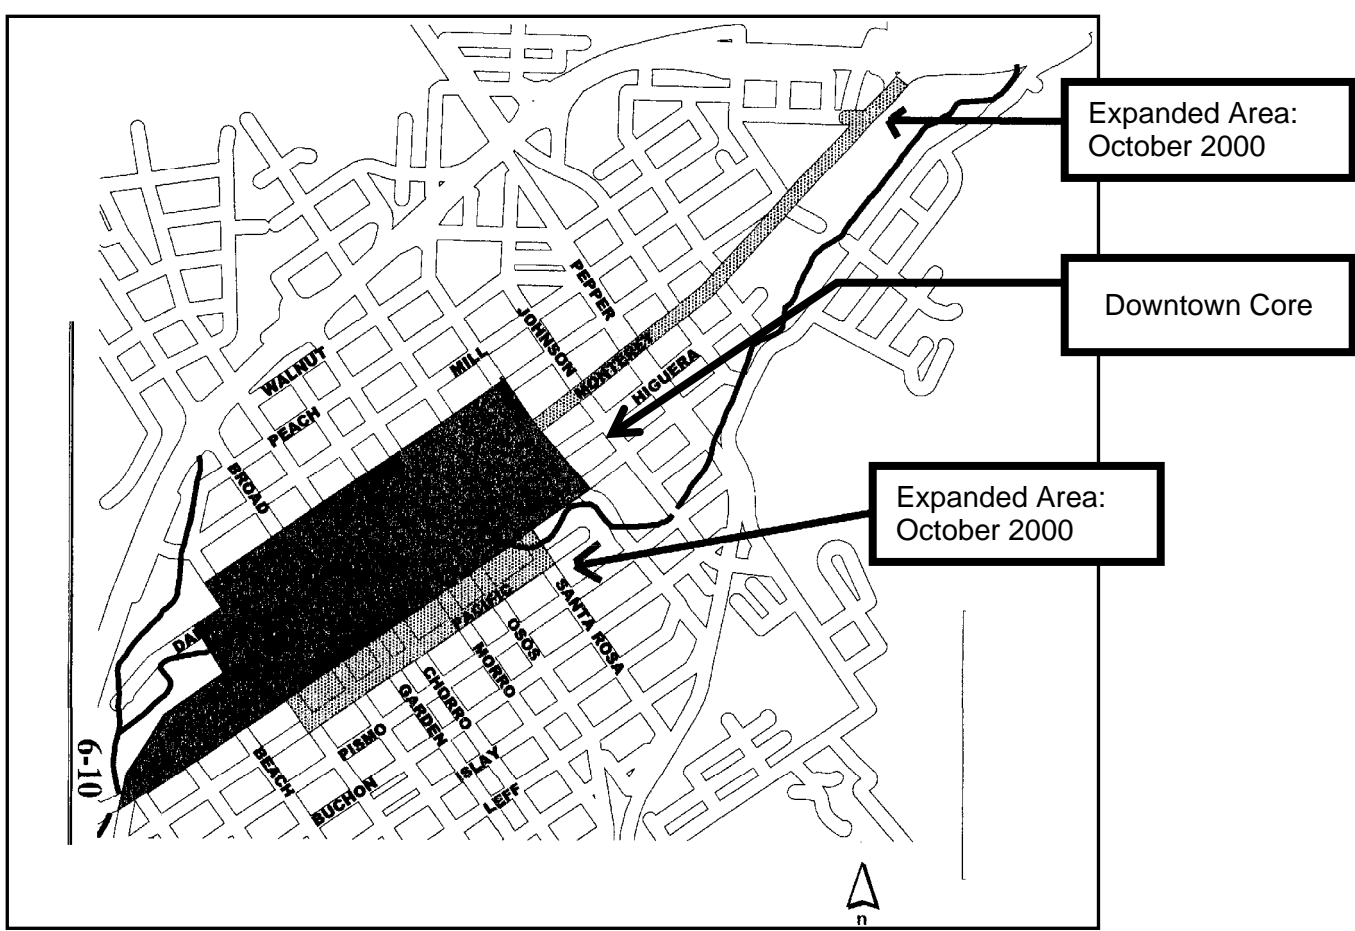 Expanded Area:
October 2000
Downtown Core
PEPPER
JOHNSON
MONTEREY
HIGUERA
WALNUT
MILL
PEACH
BROAD
Expanded Area:
October 2000
PACIFIC
SANTA ROSA
OSOS
MORRO
CHORRO
GARDEN
PISMO
BEACH
ISLAY
BUCHON
LEFF
6-10
n